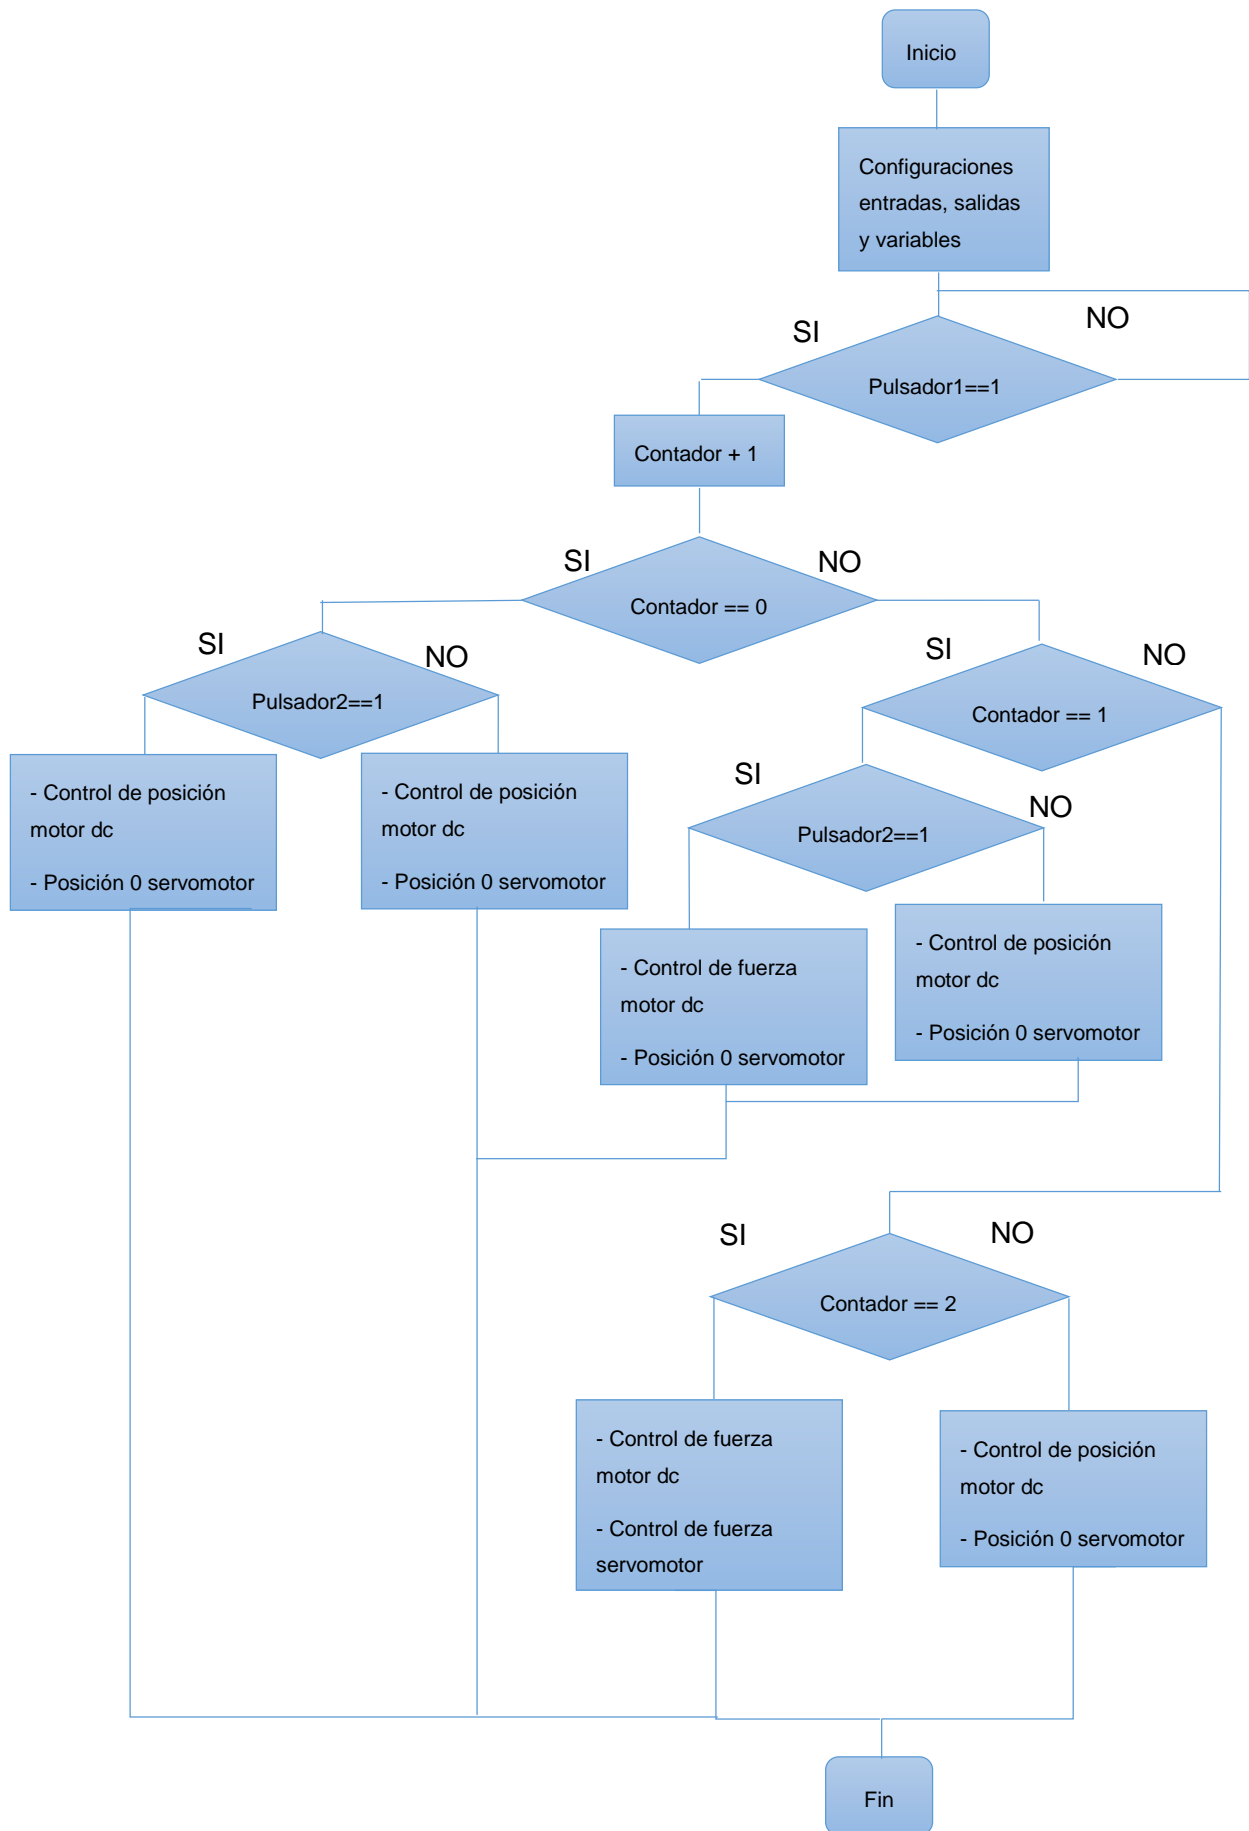 Inicio
Configuraciones
entradas, salidas
y variables
SI
NO
Pulsador1==1
Contador + 1
SI
NO
Contador == 0
SI
NO
Pulsador2==1
SI
NO
Contador == 1
- Control de posición
motor dc
- Posición 0 servomotor
- Control de posición
motor dc
- Posición 0 servomotor
SI
NO
Pulsador2==1
- Control de fuerza
motor dc
- Posición 0 servomotor
- Control de posición
motor dc
- Posición 0 servomotor
SI
NO
Contador == 2
- Control de fuerza
motor dc
- Control de fuerza
servomotor
- Control de posición
motor dc
- Posición 0 servomotor
Fin